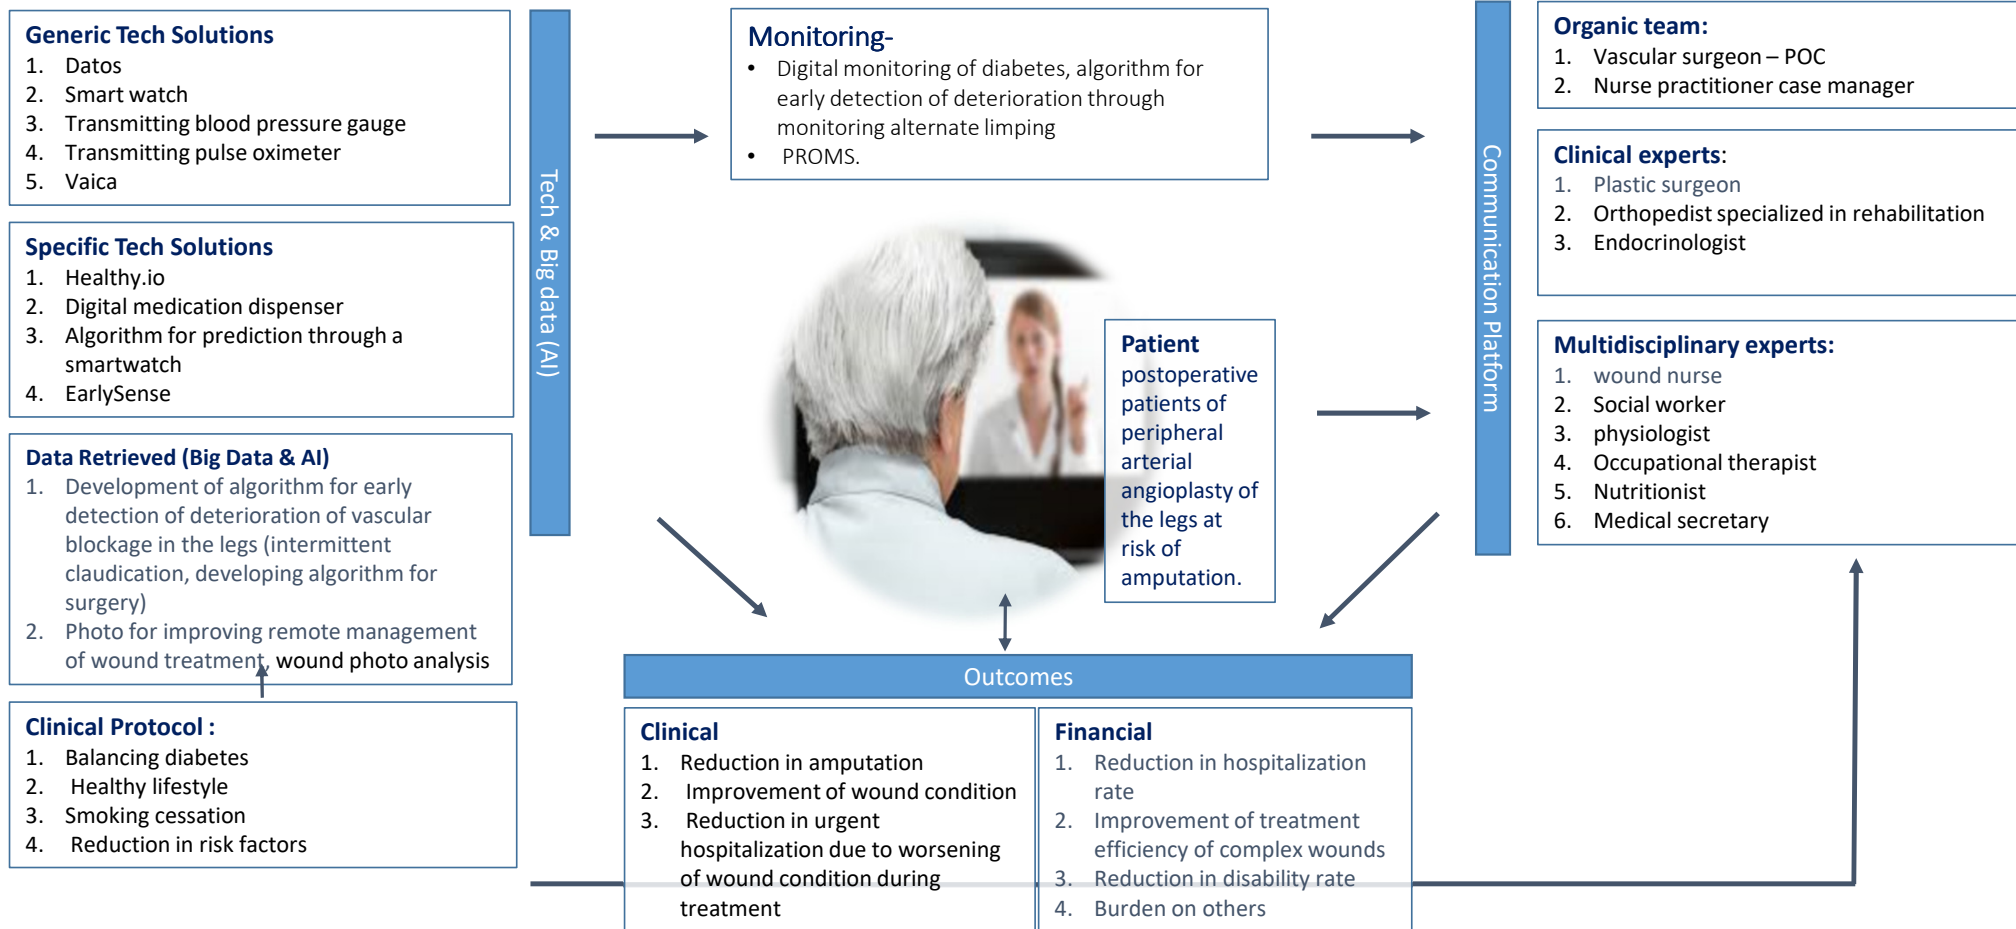 Generic Tech Solutions
1. Datos
2. Smart watch
3. Transmitting blood pressure gauge
4. Transmitting pulse oximeter
5. Vaica
Specific Tech Solutions
1. Healthy.io
2. Digital medication dispenser
3. Algorithm for prediction through a
smartwatch
4. EarlySense
Data Retrieved (Big Data & AI)
1. Development of algorithm for early
detection of deterioration of vascular
blockage in the legs (intermittent
claudication, developing algorithm for
surgery)
2. Photo for improving remote management
of wound treatment, wound photo analysis
Clinical Protocol :
1. Balancing diabetes
2. Healthy lifestyle
3. Smoking cessation
4. Reduction in risk factors
Tech & Big data (AI)
Monitoring-
• Digital monitoring of diabetes, algorithm for
early detection of deterioration through
monitoring alternate limping
• PROMS.
Patient
postoperative
patients of
peripheral
arterial
angioplasty of
the legs at
risk of
amputation.
Outcomes
Clinical
1. Reduction in amputation
2. Improvement of wound condition
3. Reduction in urgent
hospitalization due to worsening
of wound condition during
treatment
Financial
1. Reduction in hospitalization
rate
2. Improvement of treatment
efficiency of complex wounds
3. Reduction in disability rate
4. Burden on others
Communication Platform
Organic team:
1. Vascular surgeon – POC
2. Nurse practitioner case manager
Clinical experts:
1. Plastic surgeon
2. Orthopedist specialized in rehabilitation
3. Endocrinologist
Multidisciplinary experts:
1. wound nurse
2. Social worker
3. physiologist
4. Occupational therapist
5. Nutritionist
6. Medical secretary